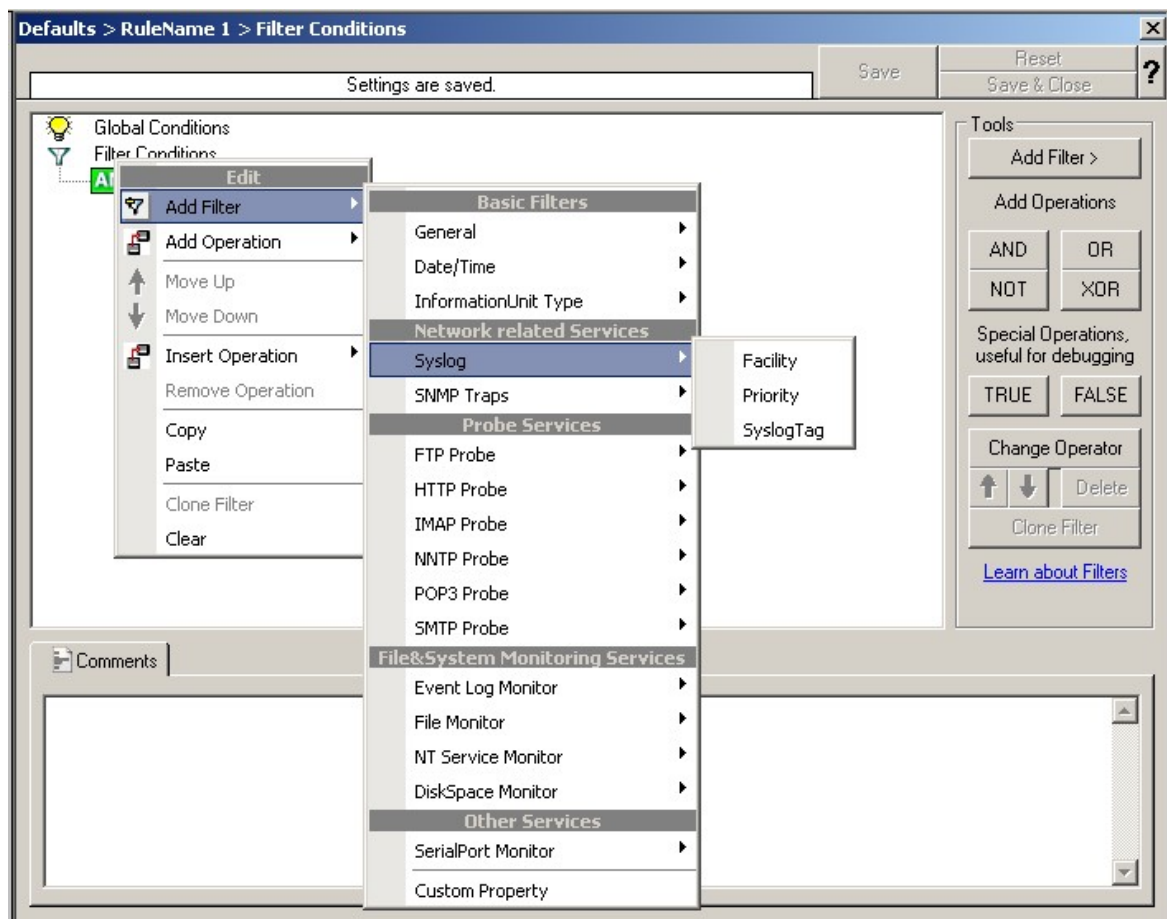 Defaults > RuleName 1 > Filter Conditions
Settings are saved.
Save
Reset
Save & Close
?
Global Conditions
Filter Conditions
Edit
Add Filter
Add Operation
Move Up
Move Down
Insert Operation
Remove Operation
Copy
Paste
Clone Filter
Clear
Basic Filters
General
Date/Time
InformationUnit Type
Network related Services
Syslog
SNMP Traps
Probe Services
FTP Probe
HTTP Probe
IMAP Probe
NNTP Probe
POP3 Probe
SMTP Probe
File&System Monitoring Services
Event Log Monitor
File Monitor
NT Service Monitor
DiskSpace Monitor
Other Services
SerialPort Monitor
Custom Property
Facility
Priority
SyslogTag
Tools
Add Filter >
Add Operations
AND
OR
NOT
XOR
Special Operations,
useful for debugging
TRUE
FALSE
Change Operator
Delete
Clone Filter
Learn about Filters
Comments